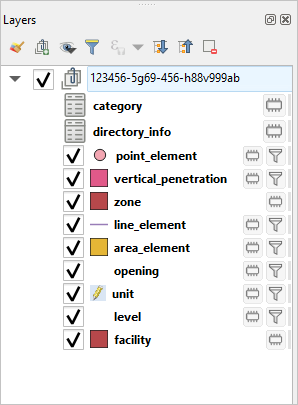 Layers
123456-5g69-456-h88v999ab
category
directory_info
point_element
vertical_penetration
zone
line_element
area_element
opening
unit
level
facility